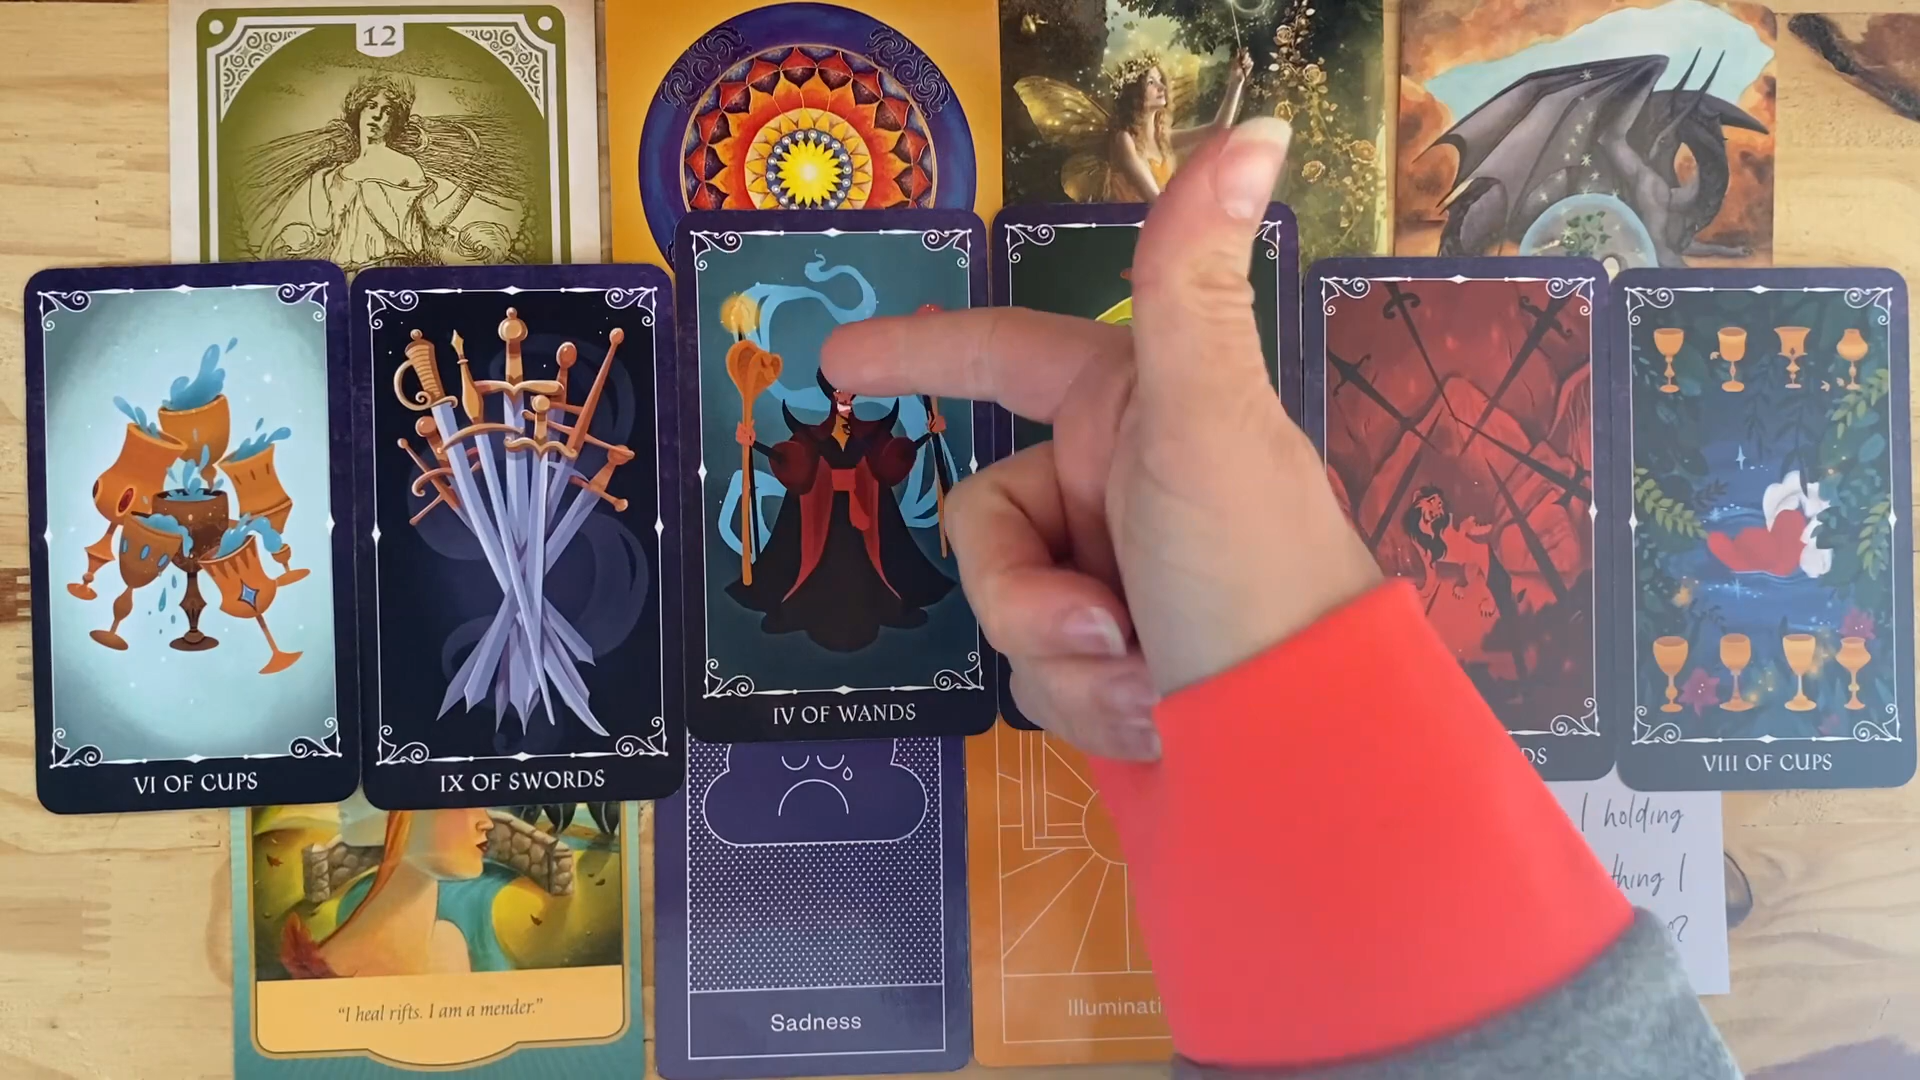 12
VI OF CUPS
IX OF SWORDS
IV OF WANDS
VIII OF CUPS
I holding
thing I
"I heal rifts. I am a mender."
Sadness